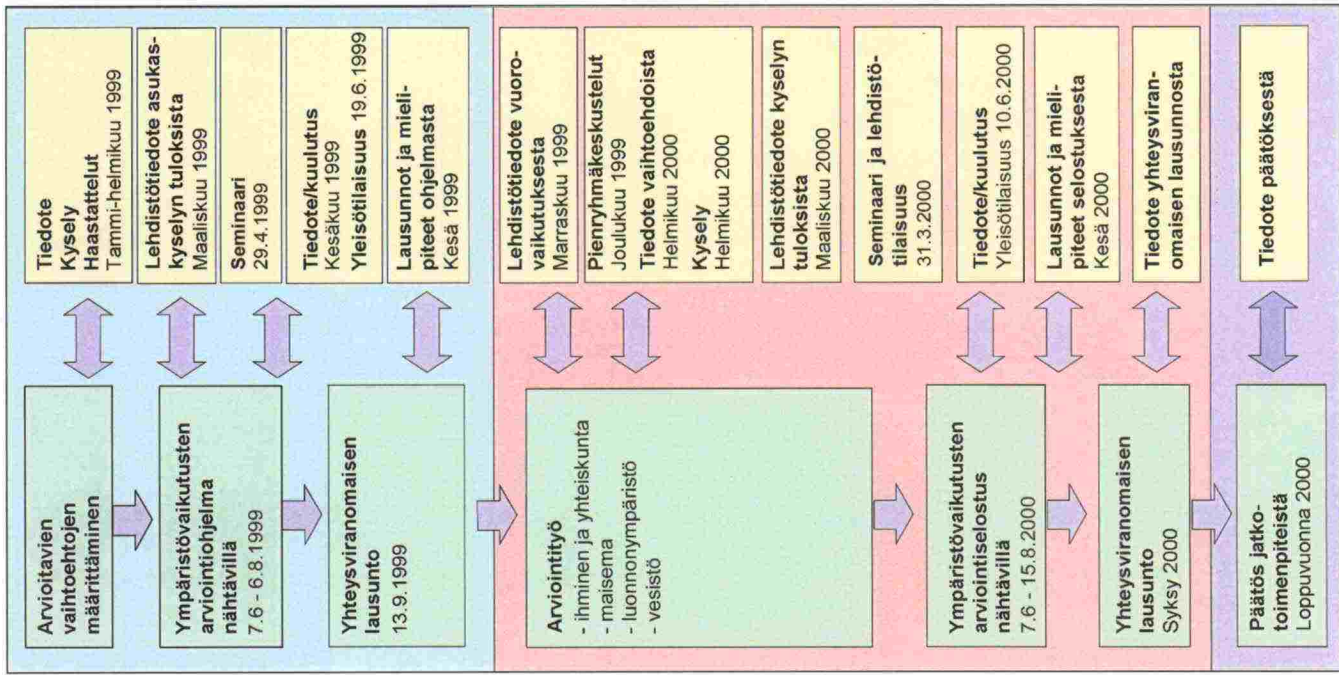 Arvioitavien
vaihtoehtojen
määrittäminen
Tiedote
Kysely
Haastattelut
Tammi-helmikuu 1999
Ympäristövaikutusten
arviointiohjelma
nähtävillä
7.6 - 6.8.1999
Lehdistötiedote asukas-
kyselyn tuloksista
Maaliskuu 1999
Seminaari
29.4.1999
Tiedote/kuulutus
Kesäkuu 1999
Yleisötilaisuus 19.6.1999
Yhteysviranomaisen
lausunto
13.9.1999
Lausunnot ja mieli-
piteet ohjelmasta
Kesä 1999
Arviointityö
- ihminen ja yhteiskunta
- maisema
- luonnonympäristö
- vesistö
Lehdistötiedote vuoro-
vaikutuksesta
Marraskuu 1999
Pienryhmäkeskustelut
Joulukuu 1999
Tiedote vaihtoehdoista
Helmikuu 2000
Kysely
Helmikuu 2000
Lehdistötiedote kyselyn
tuloksista
Maaliskuu 2000
Seminaari ja lehdistö-
tilaisuus
31.3.2000
Ympäristövaikutusten
arviointiselostus
nähtävillä
7.6 - 15.8.2000
Tiedote/kuulutus
Yleisötilaisuus 10.6.2000
Lausunnot ja mieli-
piteet selostuksesta
Kesä 2000
Yhteysviranomaisen
lausunto
Syksy 2000
Tiedote yhteysviran-
omaisen lausunnosta
Päätös jatko-
toimenpiteistä
Loppuvuonna 2000
Tiedote päätöksestä